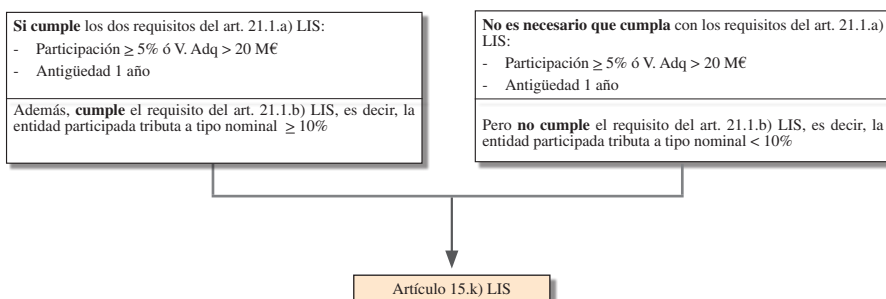 Si cumple los dos requisitos del art. 21.1.a) LIS:
- Participación ≥ 5% ó V. Adq > 20 M€
- Antigüedad 1 año
Además, cumple el requisito del art. 21.1.b) LIS, es decir, la
entidad participada tributa a tipo nominal ≥ 10%
No es necesario que cumpla con los requisitos del art. 21.1.a)
LIS:
- Participación ≥ 5% ó V. Adq > 20 M€
- Antigüedad 1 año
Pero no cumple el requisito del art. 21.1.b) LIS, es decir, la
entidad participada tributa a tipo nominal < 10%
Artículo 15.k) LIS